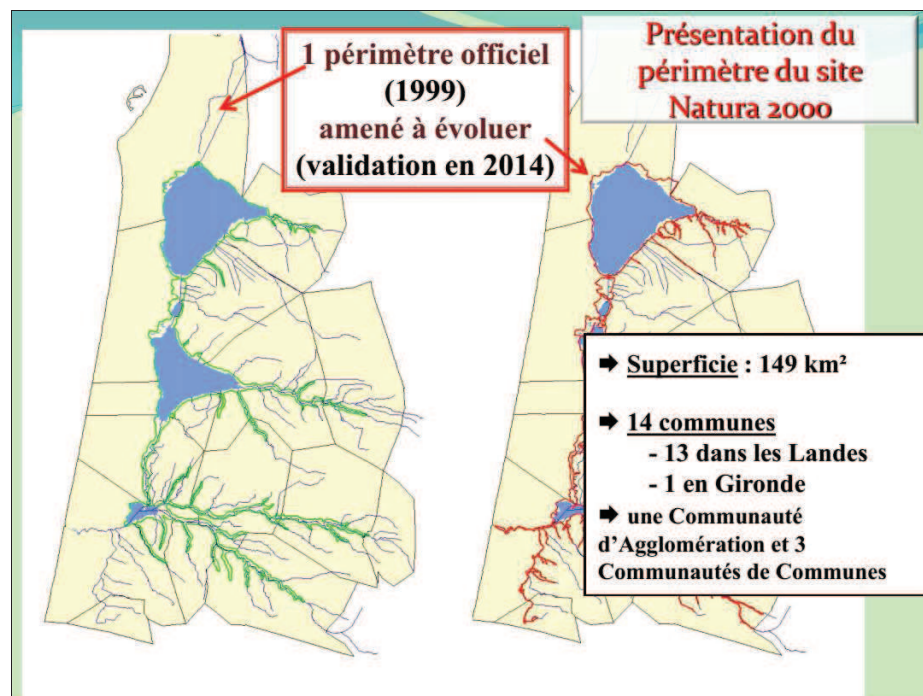 Présentation du
périmètre du site
Natura 2000
1 périmètre officiel
(1999)
amené à évoluer
(validation en 2014)
➡ Superficie : 149 km²
➡ 14 communes
- 13 dans les Landes
- 1 en Gironde
➡ une Communauté
d'Agglomération et 3
Communautés de Communes